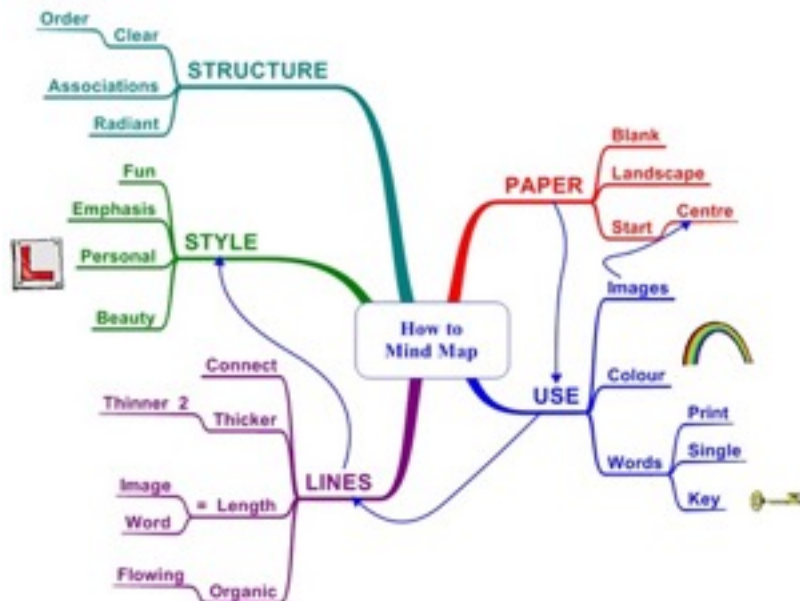 How to
Mind Map
PAPER
Blank
Landscape
Start
Centre
USE
Images
Colour
Words
Print
Single
Key
LINES
Connect
Thicker
Thinner 2
= Length
Image
Word
Organic
Flowing
STYLE
Fun
Emphasis
Personal
Beauty
L
STRUCTURE
Clear
Order
Associations
Radiant